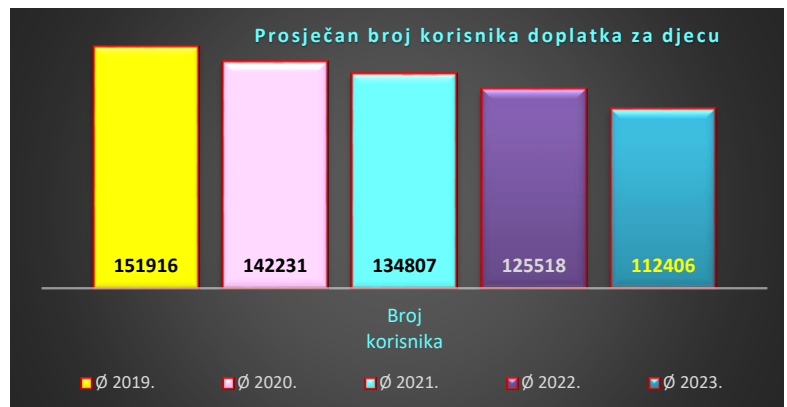 Prosječan broj korisnika doplatka za djecu
151916 142231 134807 125518 112406
Broj
korisnika
Ø 2019. Ø 2020. Ø 2021. Ø 2022. Ø 2023.